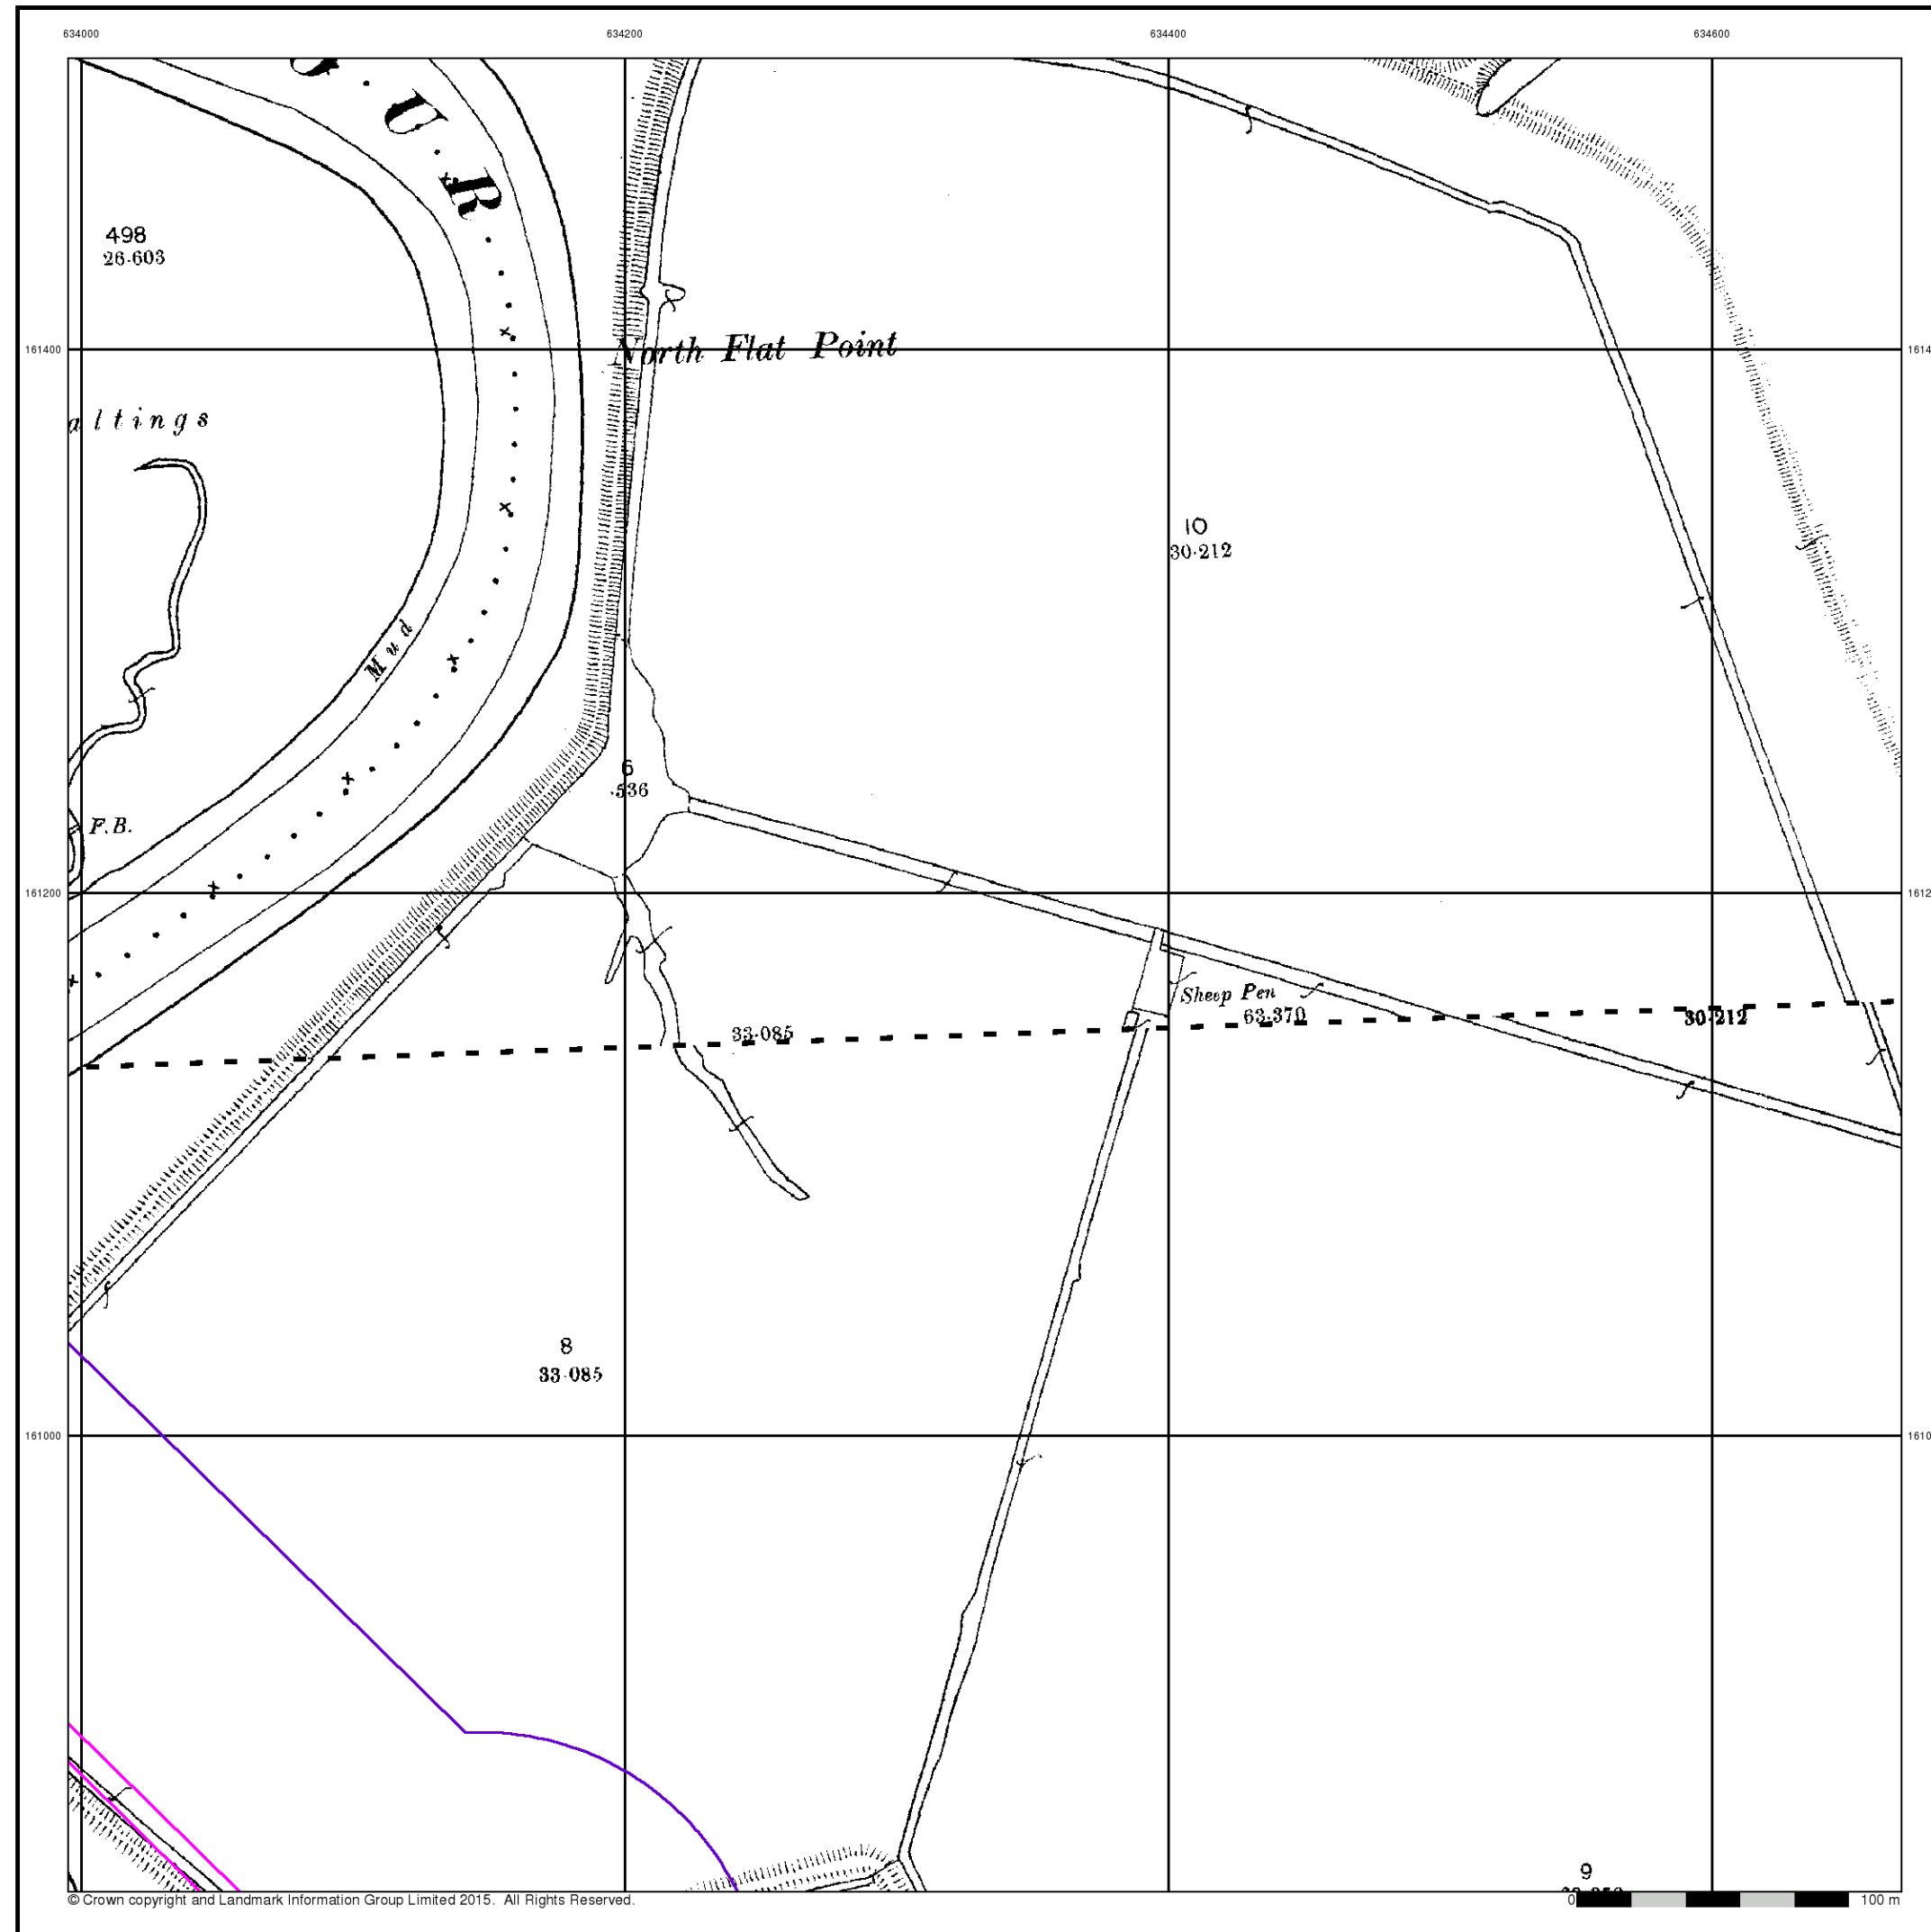 634000 634200 634400 634600
U
R
498
26·603
161400
North Flat Point
altings
10
30·212
Mud
6
·536
F.B.
161200
Sheep Pen
33·085
63·370
30·212
8
33·085
161000
9
© Crown copyright and Landmark Information Group Limited 2015. All Rights Reserved.
0 100 m